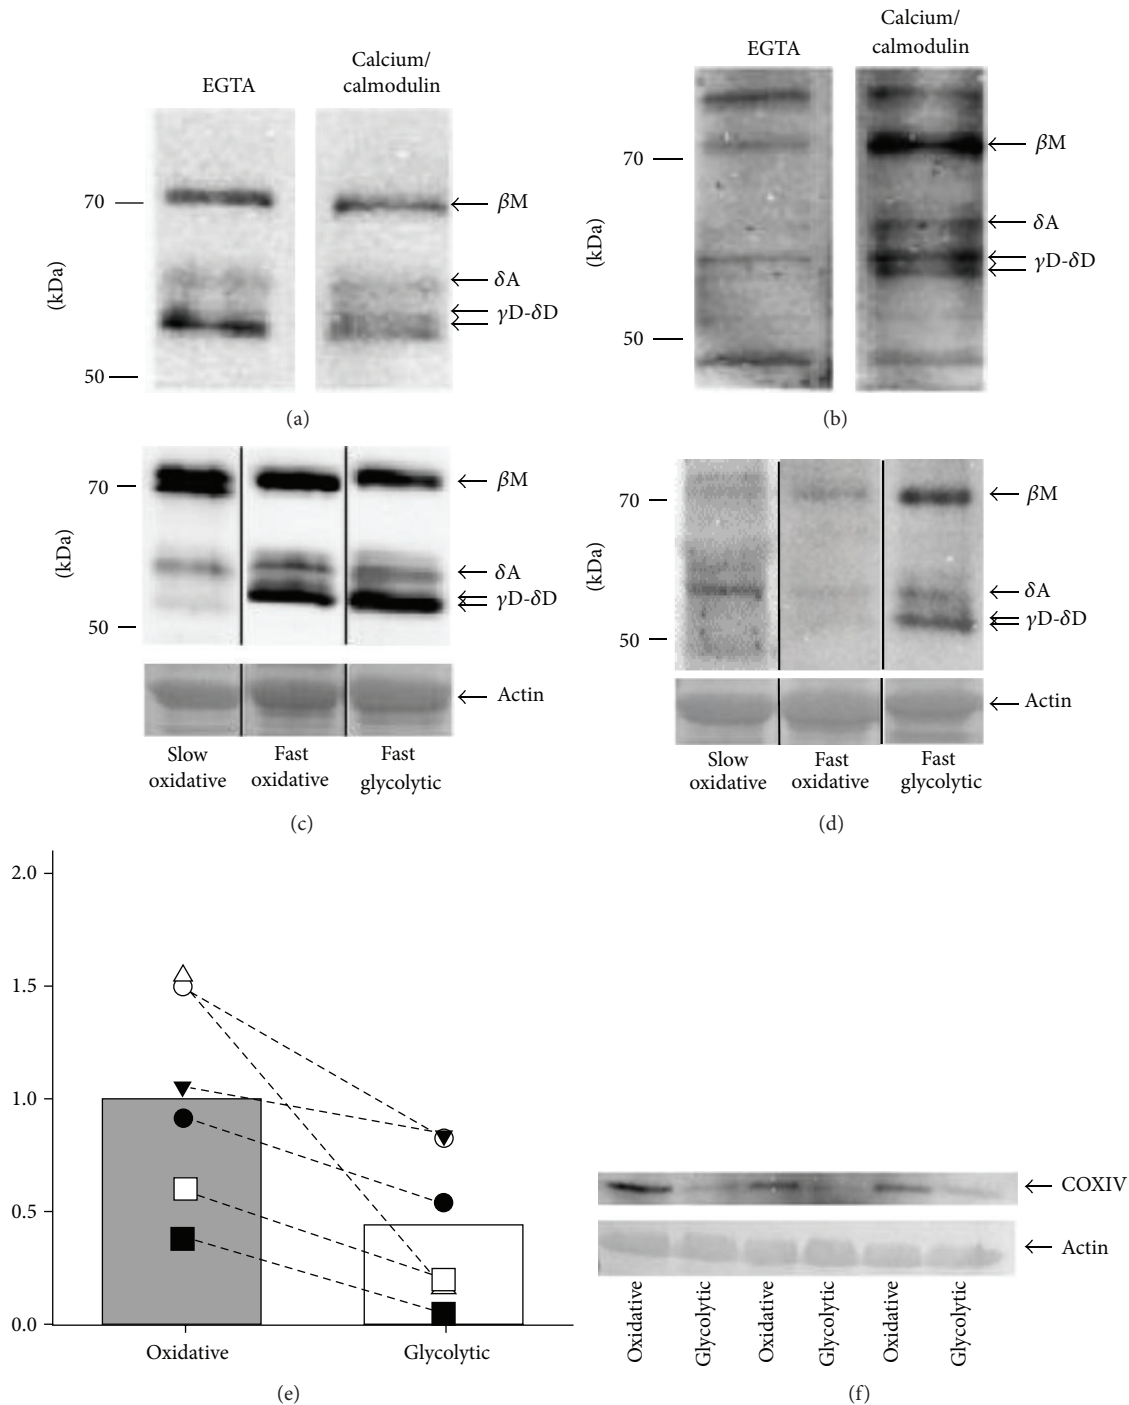 EGTA
Calcium/
calmodulin
70
50
(kDa)
βM
δA
γD-δD
(a)
EGTA
Calcium/
calmodulin
70
50
(kDa)
βM
δA
γD-δD
(b)
70
50
(kDa)
βM
δA
γD-δD
Actin
Slow
oxidative
Fast
oxidative
Fast
glycolytic
(c)
70
50
(kDa)
βM
δA
γD-δD
Actin
Slow
oxidative
Fast
oxidative
Fast
glycolytic
(d)
2.0
1.5
1.0
0.5
0.0
Oxidative
Glycolytic
(e)
COXIV
Actin
Oxidative
Glycolytic
Oxidative
Glycolytic
Oxidative
Glycolytic
(f)